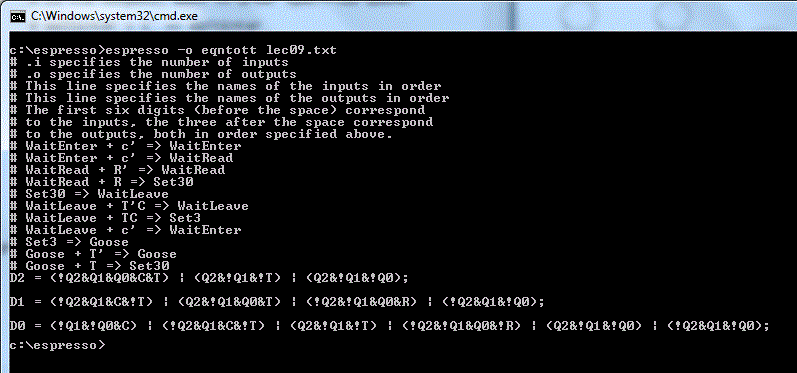 C:\Windows\system32\cmd.exe
c:\espresso>espresso -o eqntott lec09.txt
# .i specifies the number of inputs
# .o specifies the number of outputs
# This line specifies the names of the inputs in order
# This line specifies the names of the outputs in order
# The first six digits (before the space) correspond
# to the inputs, the three after the space correspond
# to the outputs, both in order specified above.
# WaitEnter + c' => WaitEnter
# WaitEnter + c' => WaitRead
# WaitRead + R' => WaitRead
# WaitRead + R => Set30
# Set30 => WaitLeave
# WaitLeave + T'C => WaitLeave
# WaitLeave + TC => Set3
# WaitLeave + c' => WaitEnter
# Set3 => Goose
# Goose + T' => Goose
# Goose + T => Set30
D2 = (!Q2&Q1&Q0&C&T) | (Q2&!Q1&!T) | (Q2&!Q1&!Q0);
D1 = (!Q2&Q1&C&!T) | (Q2&!Q1&Q0&T) | (!Q2&!Q1&Q0&R) | (!Q2&Q1&!Q0);
D0 = (!Q1&!Q0&C) | (!Q2&Q1&C&!T) | (Q2&!Q1&!T) | (!Q2&!Q1&Q0&!R) | (Q2&!Q1&!Q0) | (!Q2&Q1&!Q0);
c:\espresso>